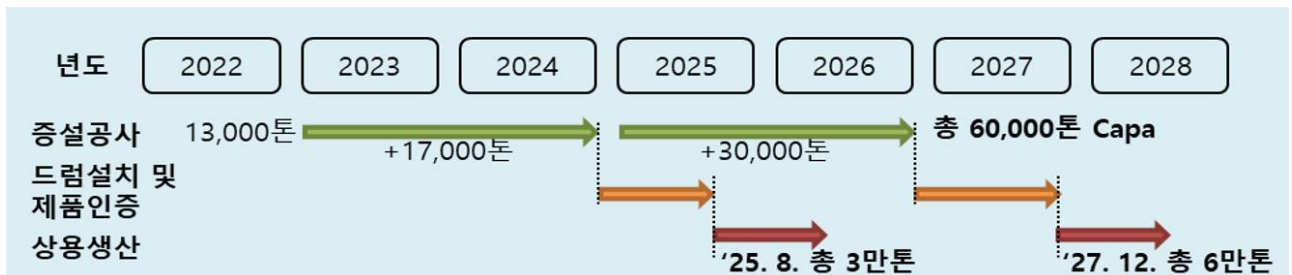 년도 2022 2023 2024 2025 2026 2027 2028
증설공사 13,000톤 +17,000톤 +30,000톤 총 60,000톤 Capa
드럼설치 및
제품인증
상용생산 ‘25. 8. 총 3만톤 ‘27. 12. 총 6만톤